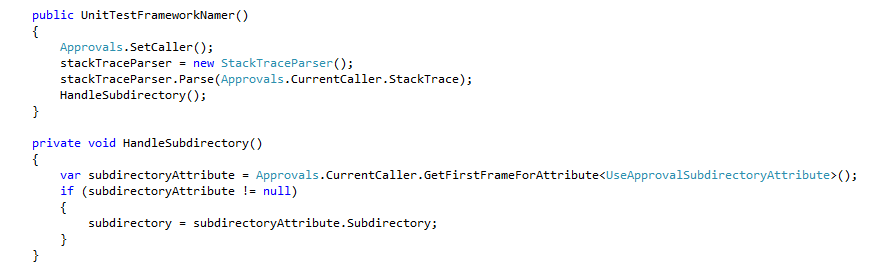 public UnitTestFrameworkNamer()
{
    Approvals.SetCaller();
    stackTraceParser = new StackTraceParser();
    stackTraceParser.Parse(Approvals.CurrentCaller.StackTrace);
    HandleSubdirectory();
}

private void HandleSubdirectory()
{
    var subdirectoryAttribute = Approvals.CurrentCaller.GetFirstFrameForAttribute<UseApprovalSubdirectoryAttribute>();
    if (subdirectoryAttribute != null)
    {
        subdirectory = subdirectoryAttribute.Subdirectory;
    }
}